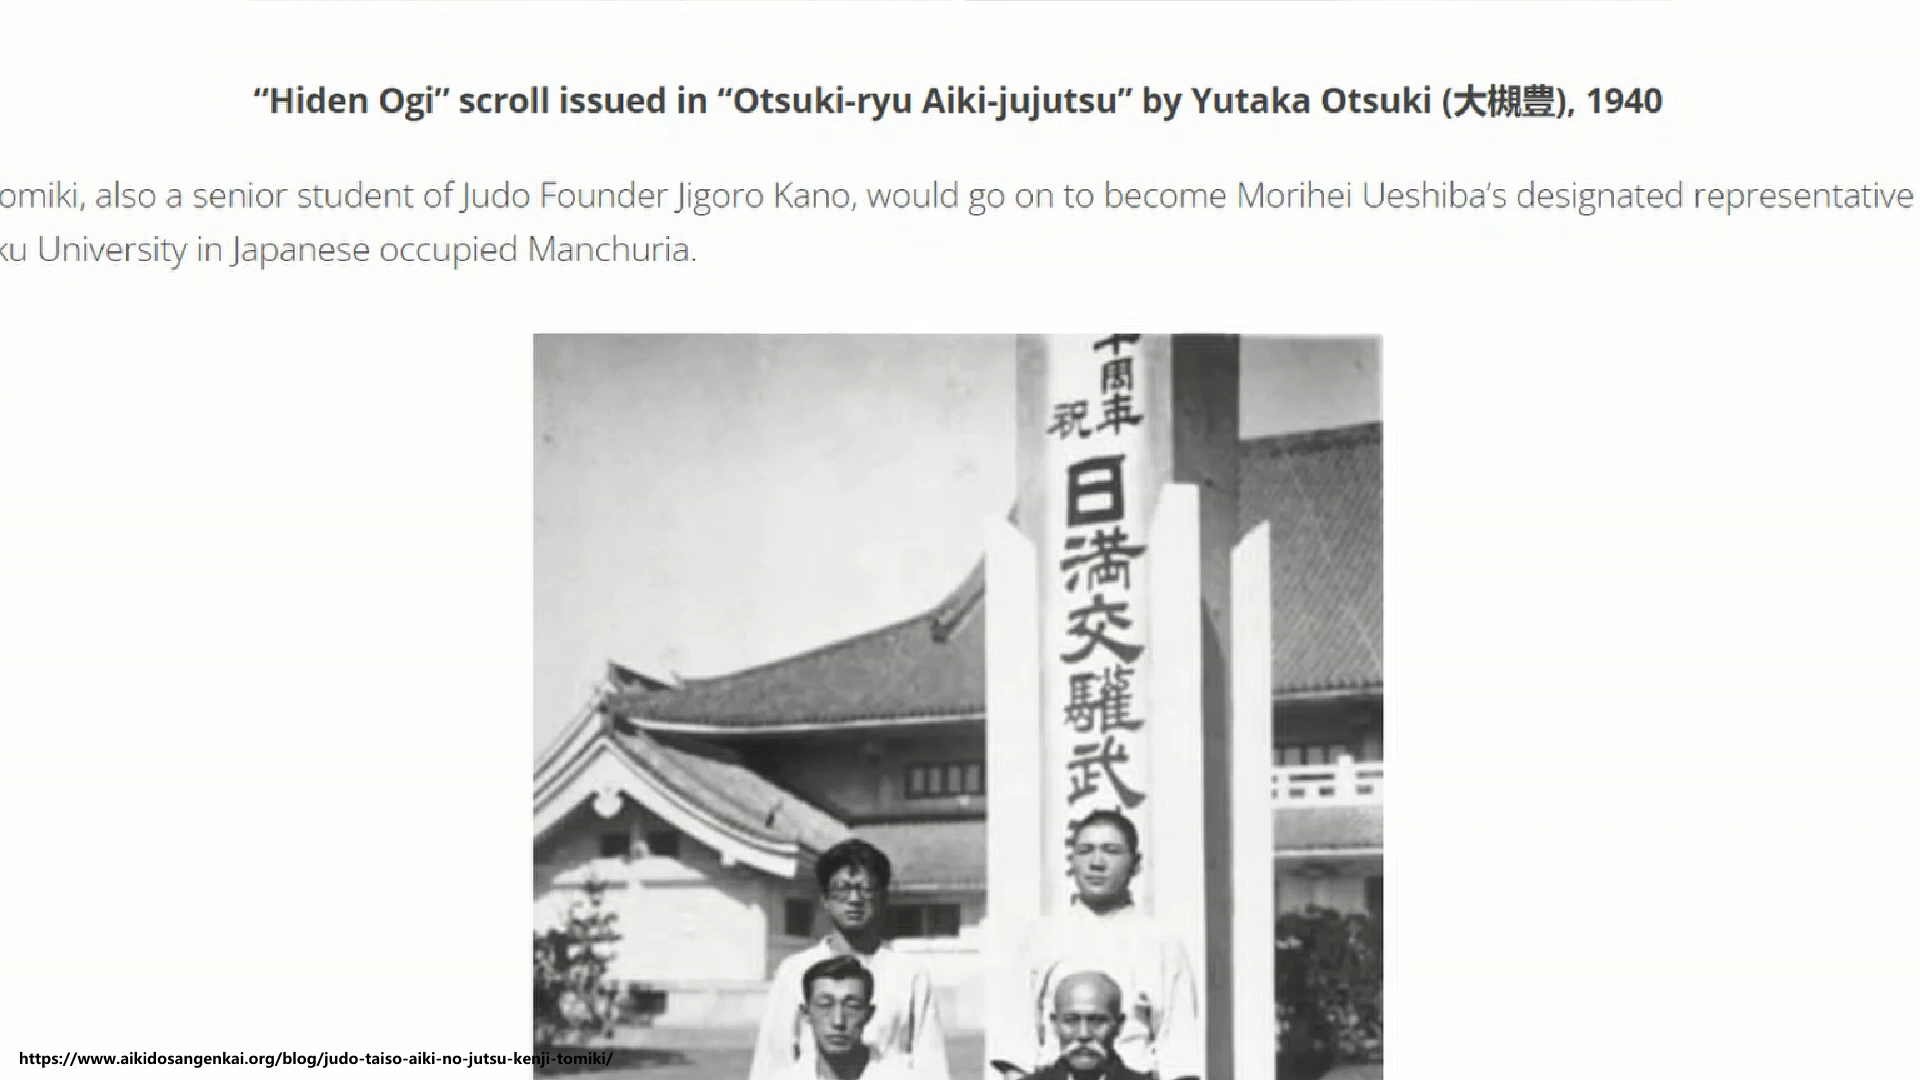 “Hiden Ogi” scroll issued in “Otsuki-ryu Aiki-jujutsu” by Yutaka Otsuki (大槻豊), 1940
omiki, also a senior student of Judo Founder Jigoro Kano, would go on to become Morihei Ueshiba’s designated representative
ku University in Japanese occupied Manchuria.
十周年
祝
日満交驩武
https://www.aikidosangenkai.org/blog/judo-taiso-aiki-no-jutsu-kenji-tomiki/